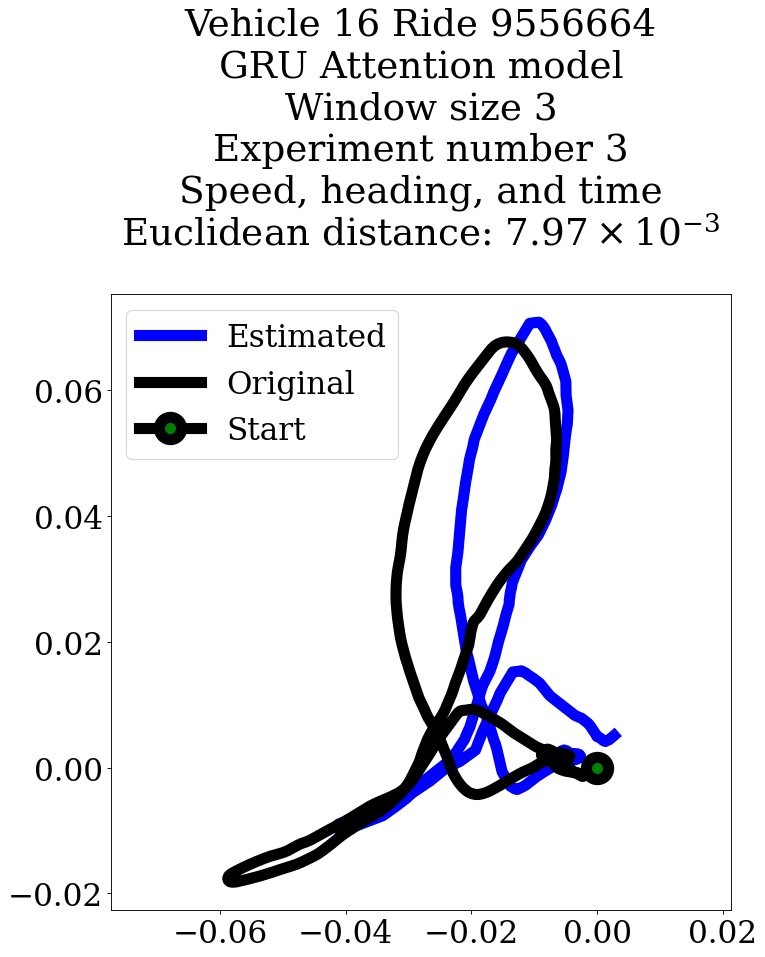 Vehicle 16 Ride 9556664
GRU Attention model
Window size 3
Experiment number 3
Speed, heading, and time
Euclidean distance: 7.97 × 10⁻³
Estimated
Original
Start
0.06
0.04
0.02
0.00
−0.02
−0.06 −0.04 −0.02 0.00 0.02